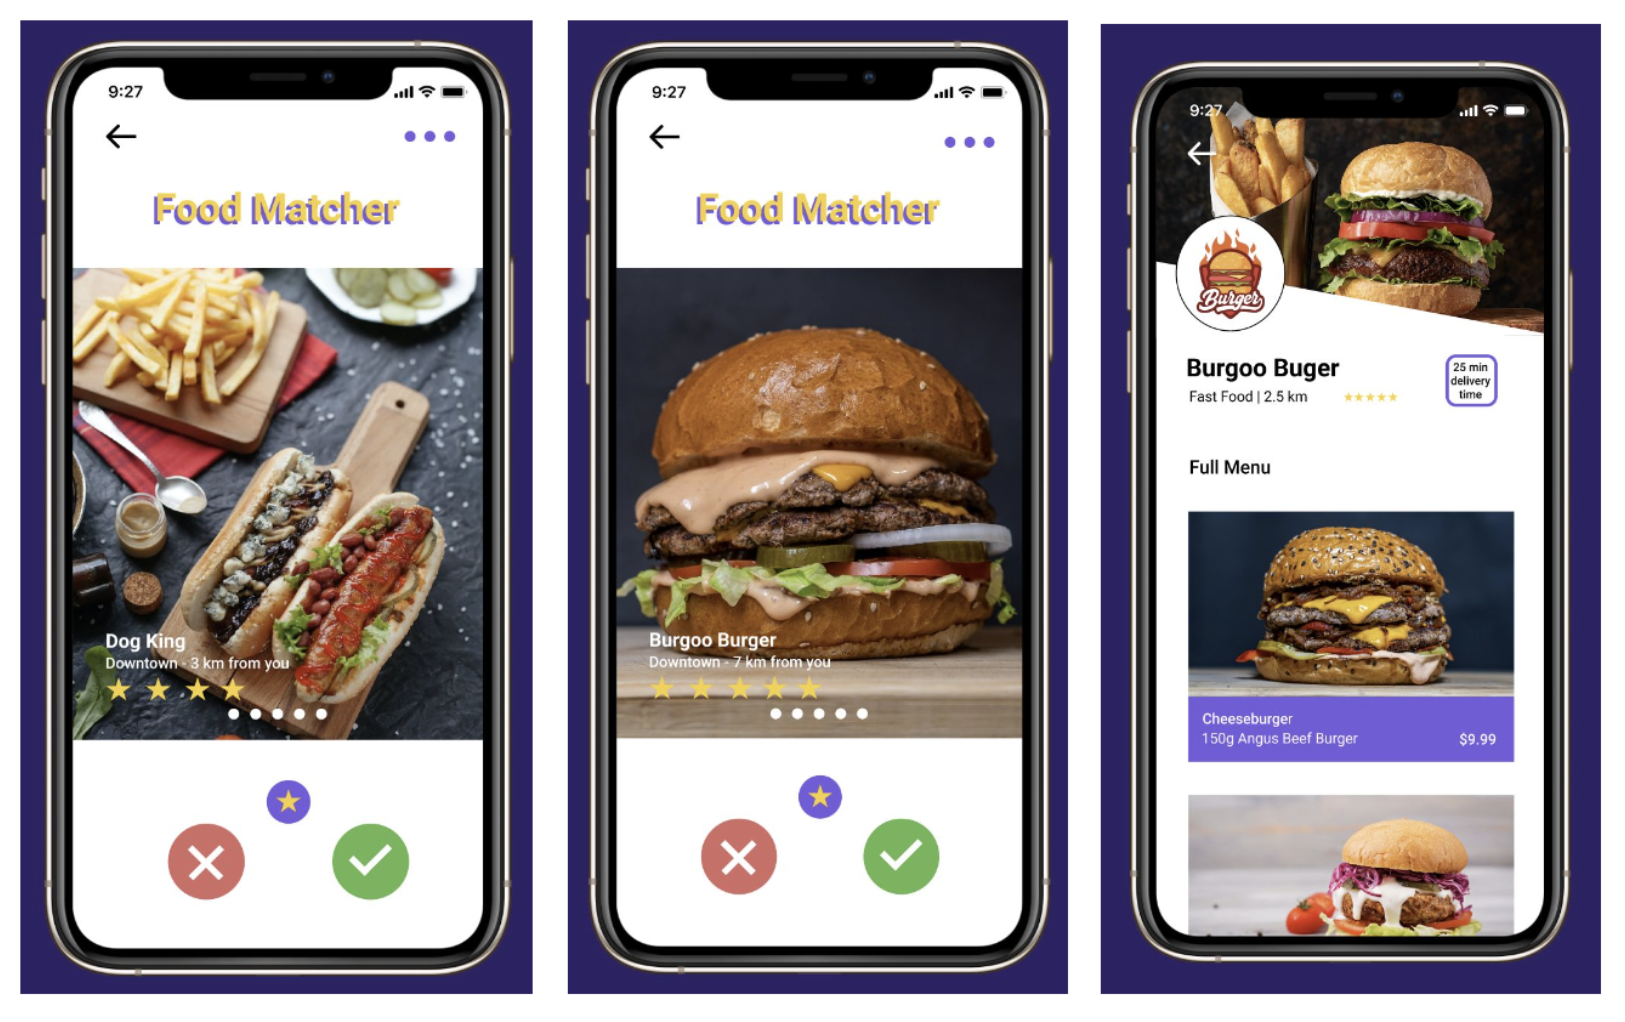 9:27
Food Matcher
Dog King
Downtown - 3 km from you
9:27
Food Matcher
Burgoo Burger
Downtown - 7 km from you
9:27
Burger
Burgoo Buger
Fast Food | 2.5 km
25 min
delivery
time
Full Menu
Cheeseburger
150g Angus Beef Burger
$9.99